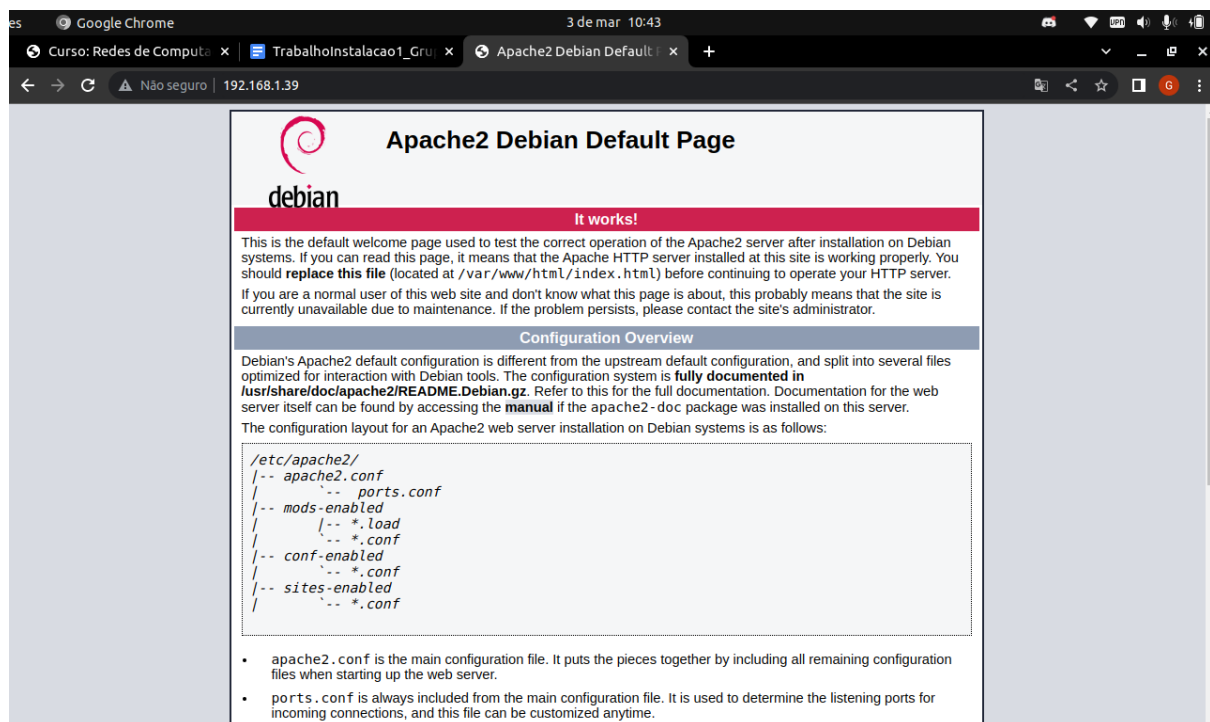 es Google Chrome 3 de mar 10:43 VPN
Curso: Redes de Computa TrabalhoInstalacao1_Gru Apache2 Debian Default P
Não seguro 192.168.1.39 G
Apache2 Debian Default Page
debian
It works!
This is the default welcome page used to test the correct operation of the Apache2 server after installation on Debian
systems. If you can read this page, it means that the Apache HTTP server installed at this site is working properly. You
should replace this file (located at /var/www/html/index.html) before continuing to operate your HTTP server.
If you are a normal user of this web site and don't know what this page is about, this probably means that the site is
currently unavailable due to maintenance. If the problem persists, please contact the site's administrator.
Configuration Overview
Debian's Apache2 default configuration is different from the upstream default configuration, and split into several files
optimized for interaction with Debian tools. The configuration system is fully documented in
/usr/share/doc/apache2/README.Debian.gz. Refer to this for the full documentation. Documentation for the web
server itself can be found by accessing the manual if the apache2-doc package was installed on this server.
The configuration layout for an Apache2 web server installation on Debian systems is as follows:
/etc/apache2/
|-- apache2.conf
|       `--  ports.conf
|-- mods-enabled
|       |-- *.load
|       `-- *.conf
|-- conf-enabled
|       `-- *.conf
|-- sites-enabled
|       `-- *.conf
• apache2.conf is the main configuration file. It puts the pieces together by including all remaining configuration
files when starting up the web server.
• ports.conf is always included from the main configuration file. It is used to determine the listening ports for
incoming connections, and this file can be customized anytime.